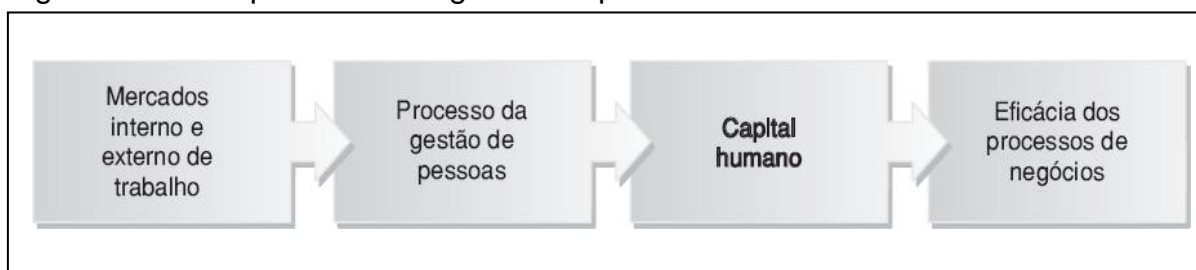 Mercados
interno e
externo de
trabalho
Processo da
gestão de
pessoas
Capital
humano
Eficácia dos
processos de
negócios